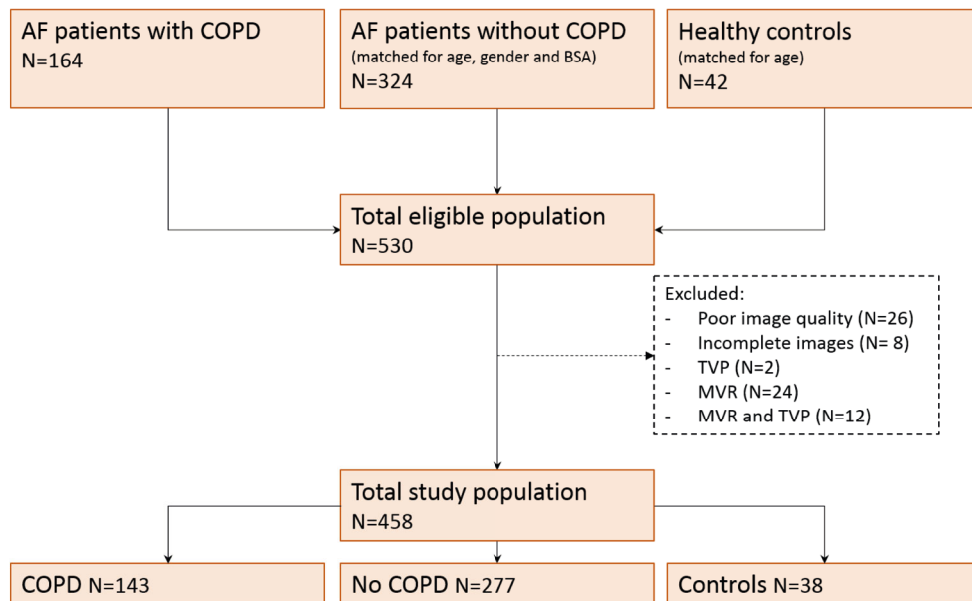 AF patients with COPD
N=164
AF patients without COPD
(matched for age, gender and BSA)
N=324
Healthy controls
(matched for age)
N=42
Total eligible population
N=530
Excluded:
- Poor image quality (N=26)
- Incomplete images (N= 8)
- TVP (N=2)
- MVR (N=24)
- MVR and TVP (N=12)
Total study population
N=458
COPD N=143
No COPD N=277
Controls N=38